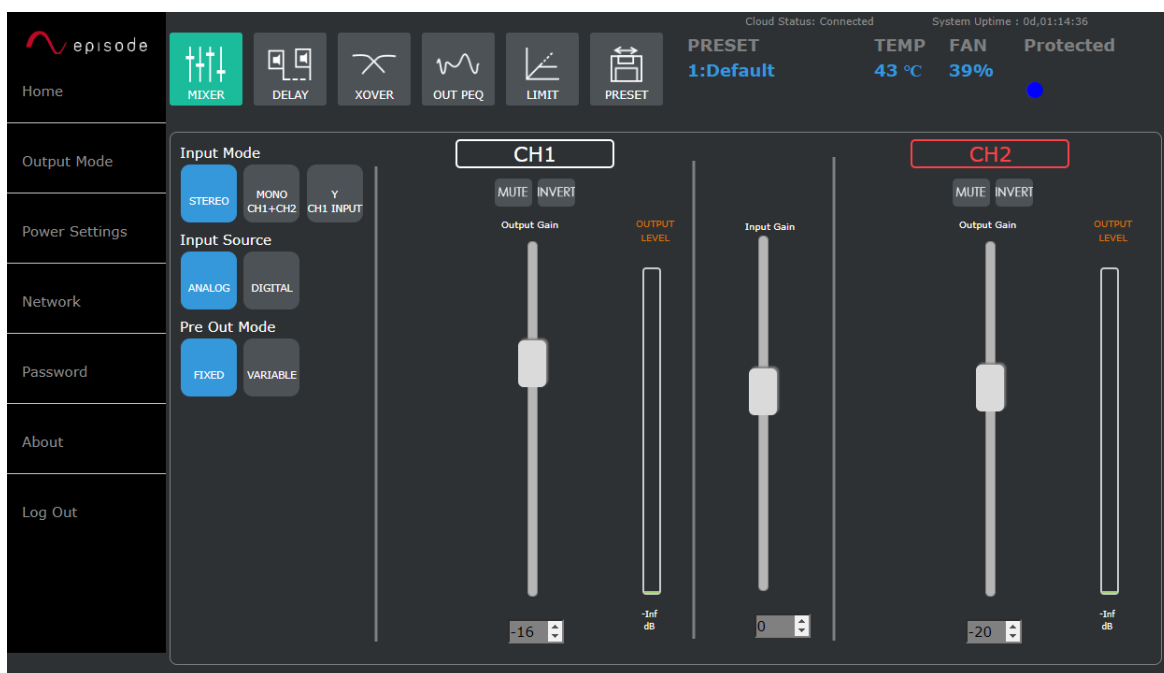 Cloud Status: Connected
System Uptime : 0d,01:14:36
episode
Home
Output Mode
Power Settings
Network
Password
About
Log Out
MIXER
DELAY
XOVER
OUT PEQ
LIMIT
PRESET
PRESET
1:Default
TEMP
43 °C
FAN
39%
Protected
Input Mode
STEREO
MONO
CH1+CH2
Y
CH1 INPUT
Input Source
ANALOG
DIGITAL
Pre Out Mode
FIXED
VARIABLE
CH1
MUTE
INVERT
Output Gain
OUTPUT
LEVEL
-16
-Inf
dB
Input Gain
0
CH2
MUTE
INVERT
Output Gain
OUTPUT
LEVEL
-20
-Inf
dB